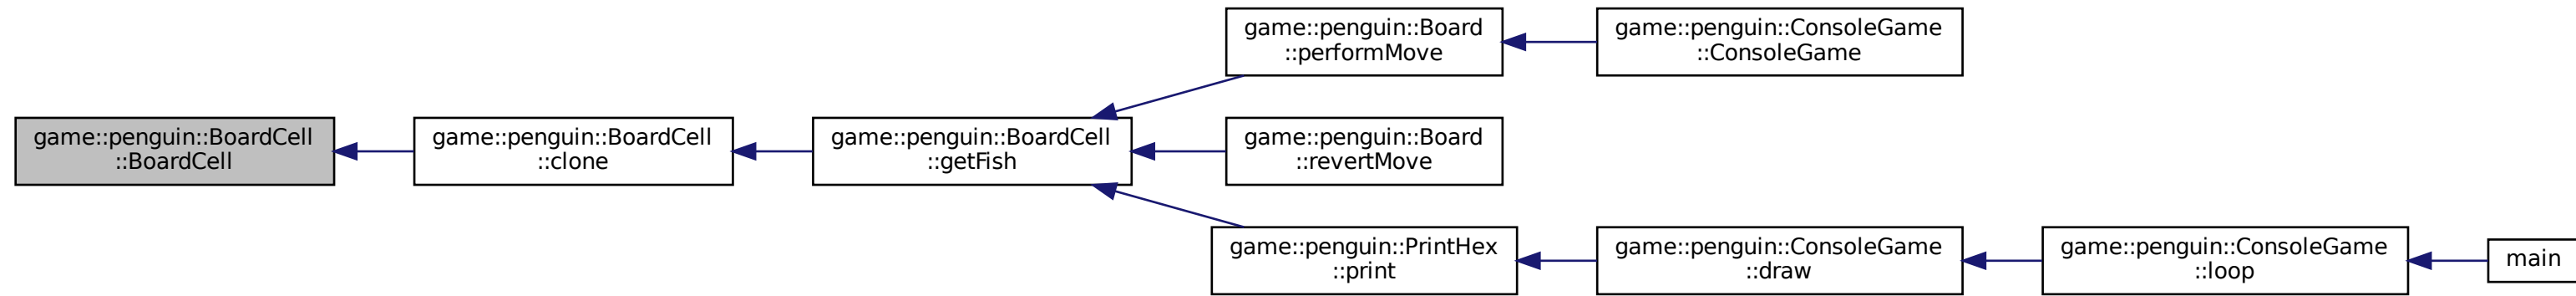 game::penguin::BoardCell
::BoardCell
game::penguin::BoardCell
::clone
game::penguin::BoardCell
::getFish
game::penguin::Board
::performMove
game::penguin::ConsoleGame
::ConsoleGame
game::penguin::Board
::revertMove
game::penguin::PrintHex
::print
game::penguin::ConsoleGame
::draw
game::penguin::ConsoleGame
::loop
main